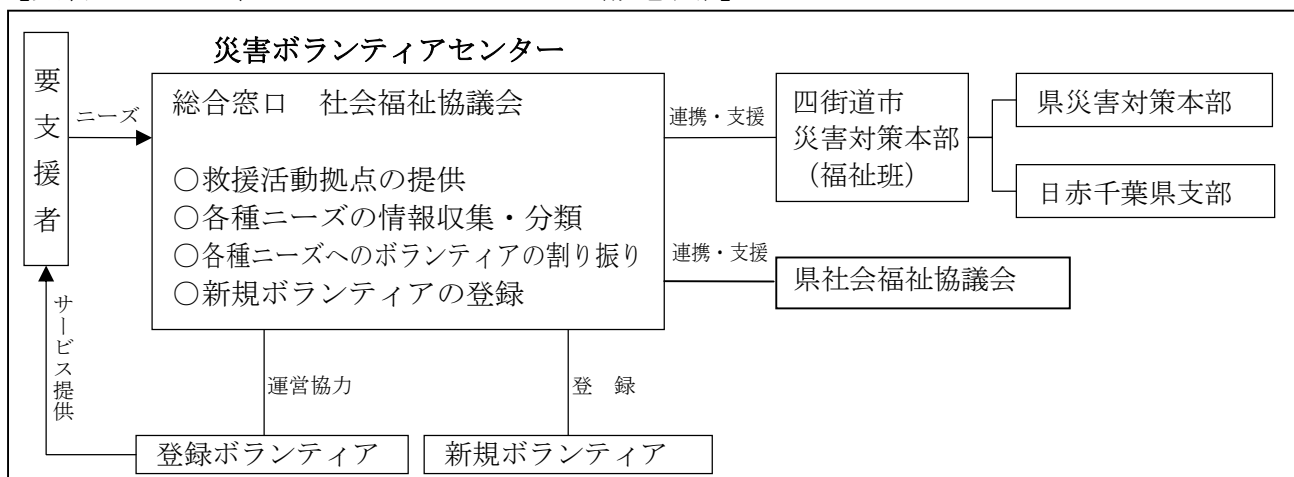 災害ボランティアセンター
要支援者
ニーズ
総合窓口　社会福祉協議会
○救援活動拠点の提供
○各種ニーズの情報収集・分類
○各種ニーズへのボランティアの割り振り
○新規ボランティアの登録
連携・支援
四街道市
災害対策本部
（福祉班）
県災害対策本部
日赤千葉県支部
連携・支援
県社会福祉協議会
サービス提供
運営協力
登　録
登録ボランティア
新規ボランティア